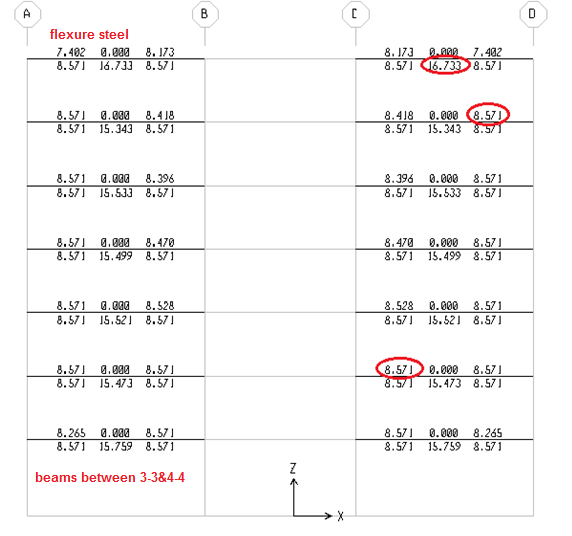 A B C D
flexure steel
7.402 0.000 8.173 8.173 0.000 7.402
8.571 16.733 8.571 8.571 16.733 8.571
8.571 0.000 8.418 8.418 0.000 8.571
8.571 15.343 8.571 8.571 15.343 8.571
8.571 0.000 8.396 8.396 0.000 8.571
8.571 15.533 8.571 8.571 15.533 8.571
8.571 0.000 8.470 8.470 0.000 8.571
8.571 15.499 8.571 8.571 15.499 8.571
8.571 0.000 8.528 8.528 0.000 8.571
8.571 15.521 8.571 8.571 15.521 8.571
8.571 0.000 8.571 8.571 0.000 8.571
8.571 15.473 8.571 8.571 15.473 8.571
8.265 0.000 8.571 8.571 0.000 8.265
8.571 15.759 8.571 8.571 15.759 8.571
beams between 3-3&4-4
Z
X